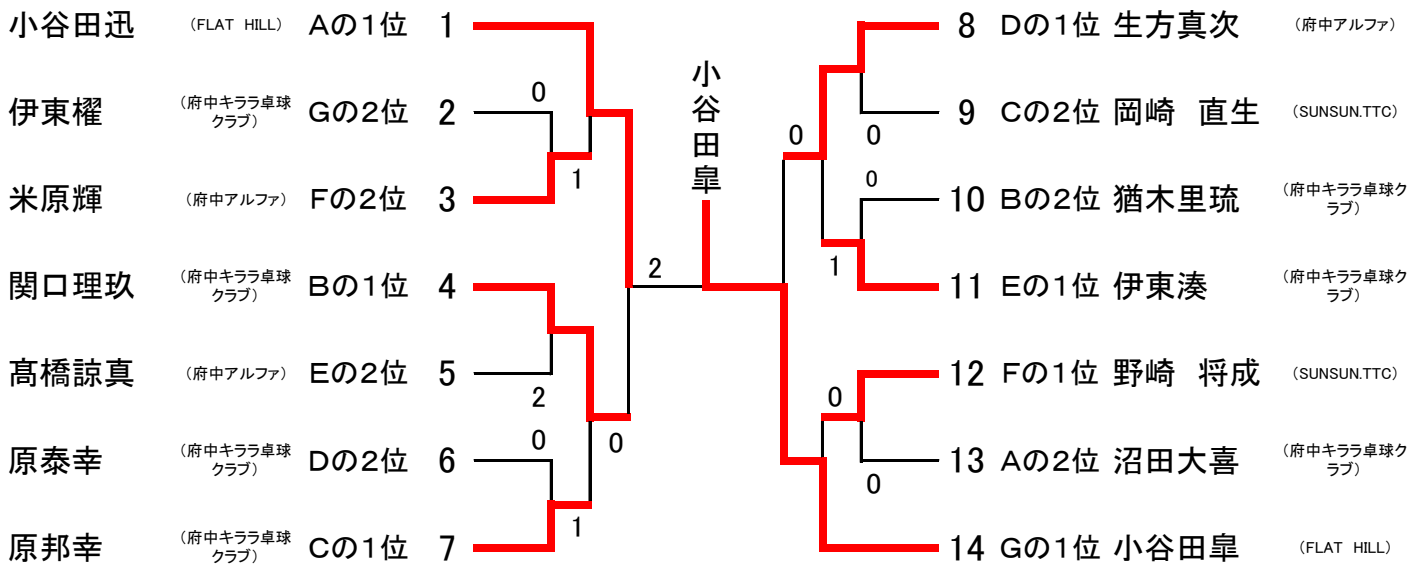 小谷田迅 (FLAT HILL) Aの1位 1
伊東櫂 (府中キララ卓球
クラブ) Gの2位 2
米原輝 (府中アルファ) Fの2位 3
関口理玖 (府中キララ卓球
クラブ) Bの1位 4
髙橋諒真 (府中アルファ) Eの2位 5
原泰幸 (府中キララ卓球
クラブ) Dの2位 6
原邦幸 (府中キララ卓球
クラブ) Cの1位 7
0
1
2
0
1
0
2
小谷田皐
0
0
0
1
0
0
8 Dの1位 生方真次 (府中アルファ)
9 Cの2位 岡崎 直生 (SUNSUN.TTC)
10 Bの2位 猶木里琉 (府中キララ卓球ク
ラブ)
11 Eの1位 伊東湊 (府中キララ卓球ク
ラブ)
12 Fの1位 野崎 将成 (SUNSUN.TTC)
13 Aの2位 沼田大喜 (府中キララ卓球ク
ラブ)
14 Gの1位 小谷田皐 (FLAT HILL)